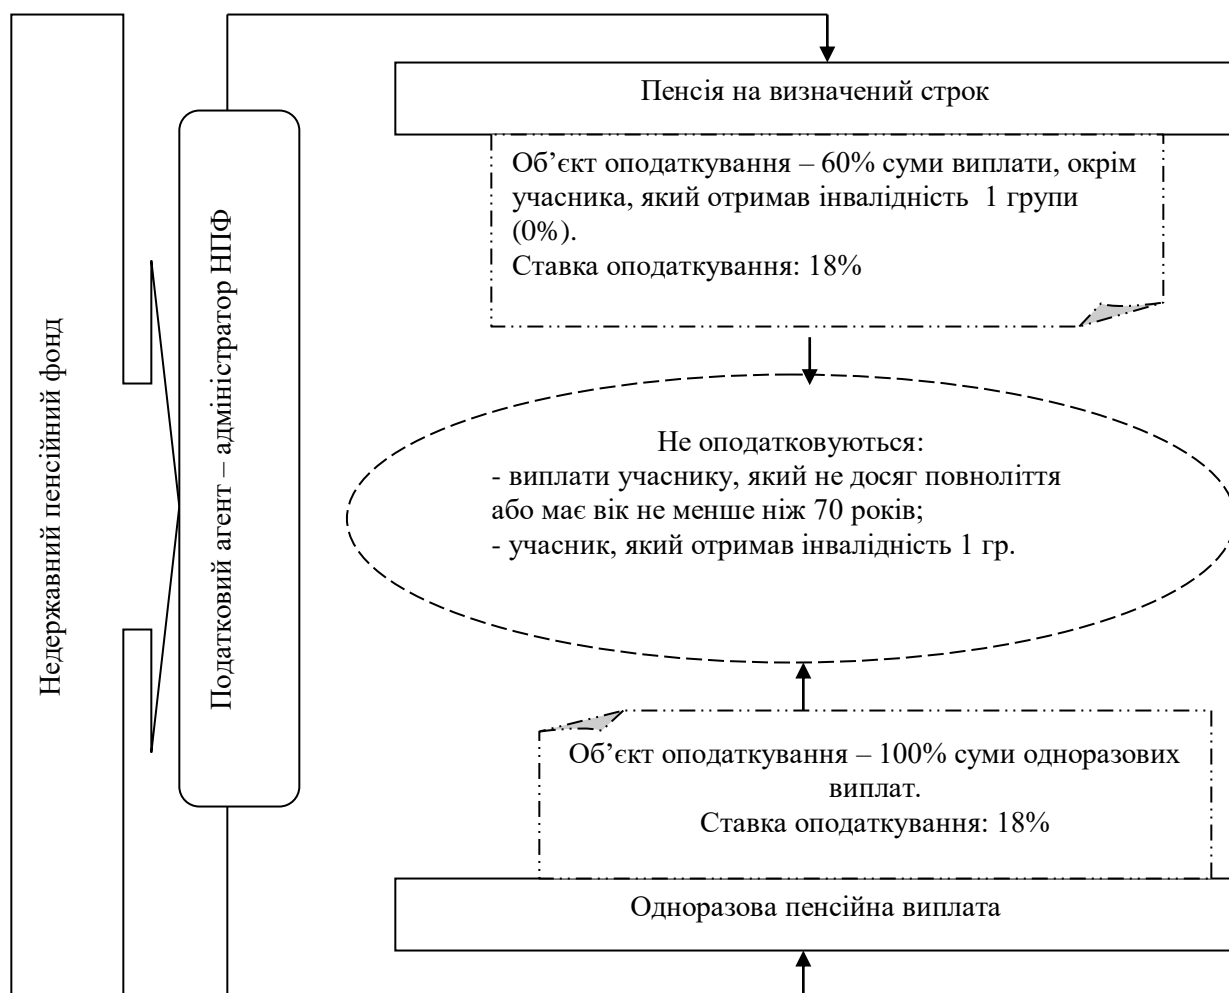 Недержавний пенсійний фонд
Податковий агент – адміністратор НПФ
Пенсія на визначений строк
Об’єкт оподаткування – 60% суми виплати, окрім
учасника, який отримав інвалідність 1 групи
(0%).
Ставка оподаткування: 18%
Не оподатковуються:
- виплати учаснику, який не досяг повноліття
або має вік не менше ніж 70 років;
- учасник, який отримав інвалідність 1 гр.
Об’єкт оподаткування – 100% суми одноразових
виплат.
Ставка оподаткування: 18%
Одноразова пенсійна виплата